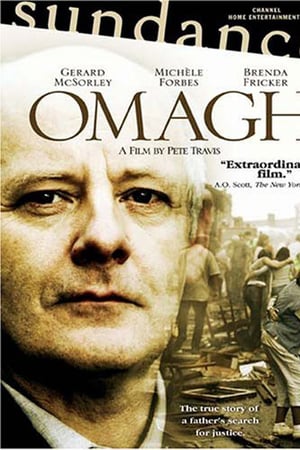 sundanc
CHANNEL
HOME ENTERTAINMENT
GERARD MCSORLEY
MICHÈLE FORBES
BRENDA FRICKER
OMAGH
A FILM BY PETE TRAVIS
"Extraordina
film."
A.O. Scott, The New York
The true story of
a father's search
for justice.